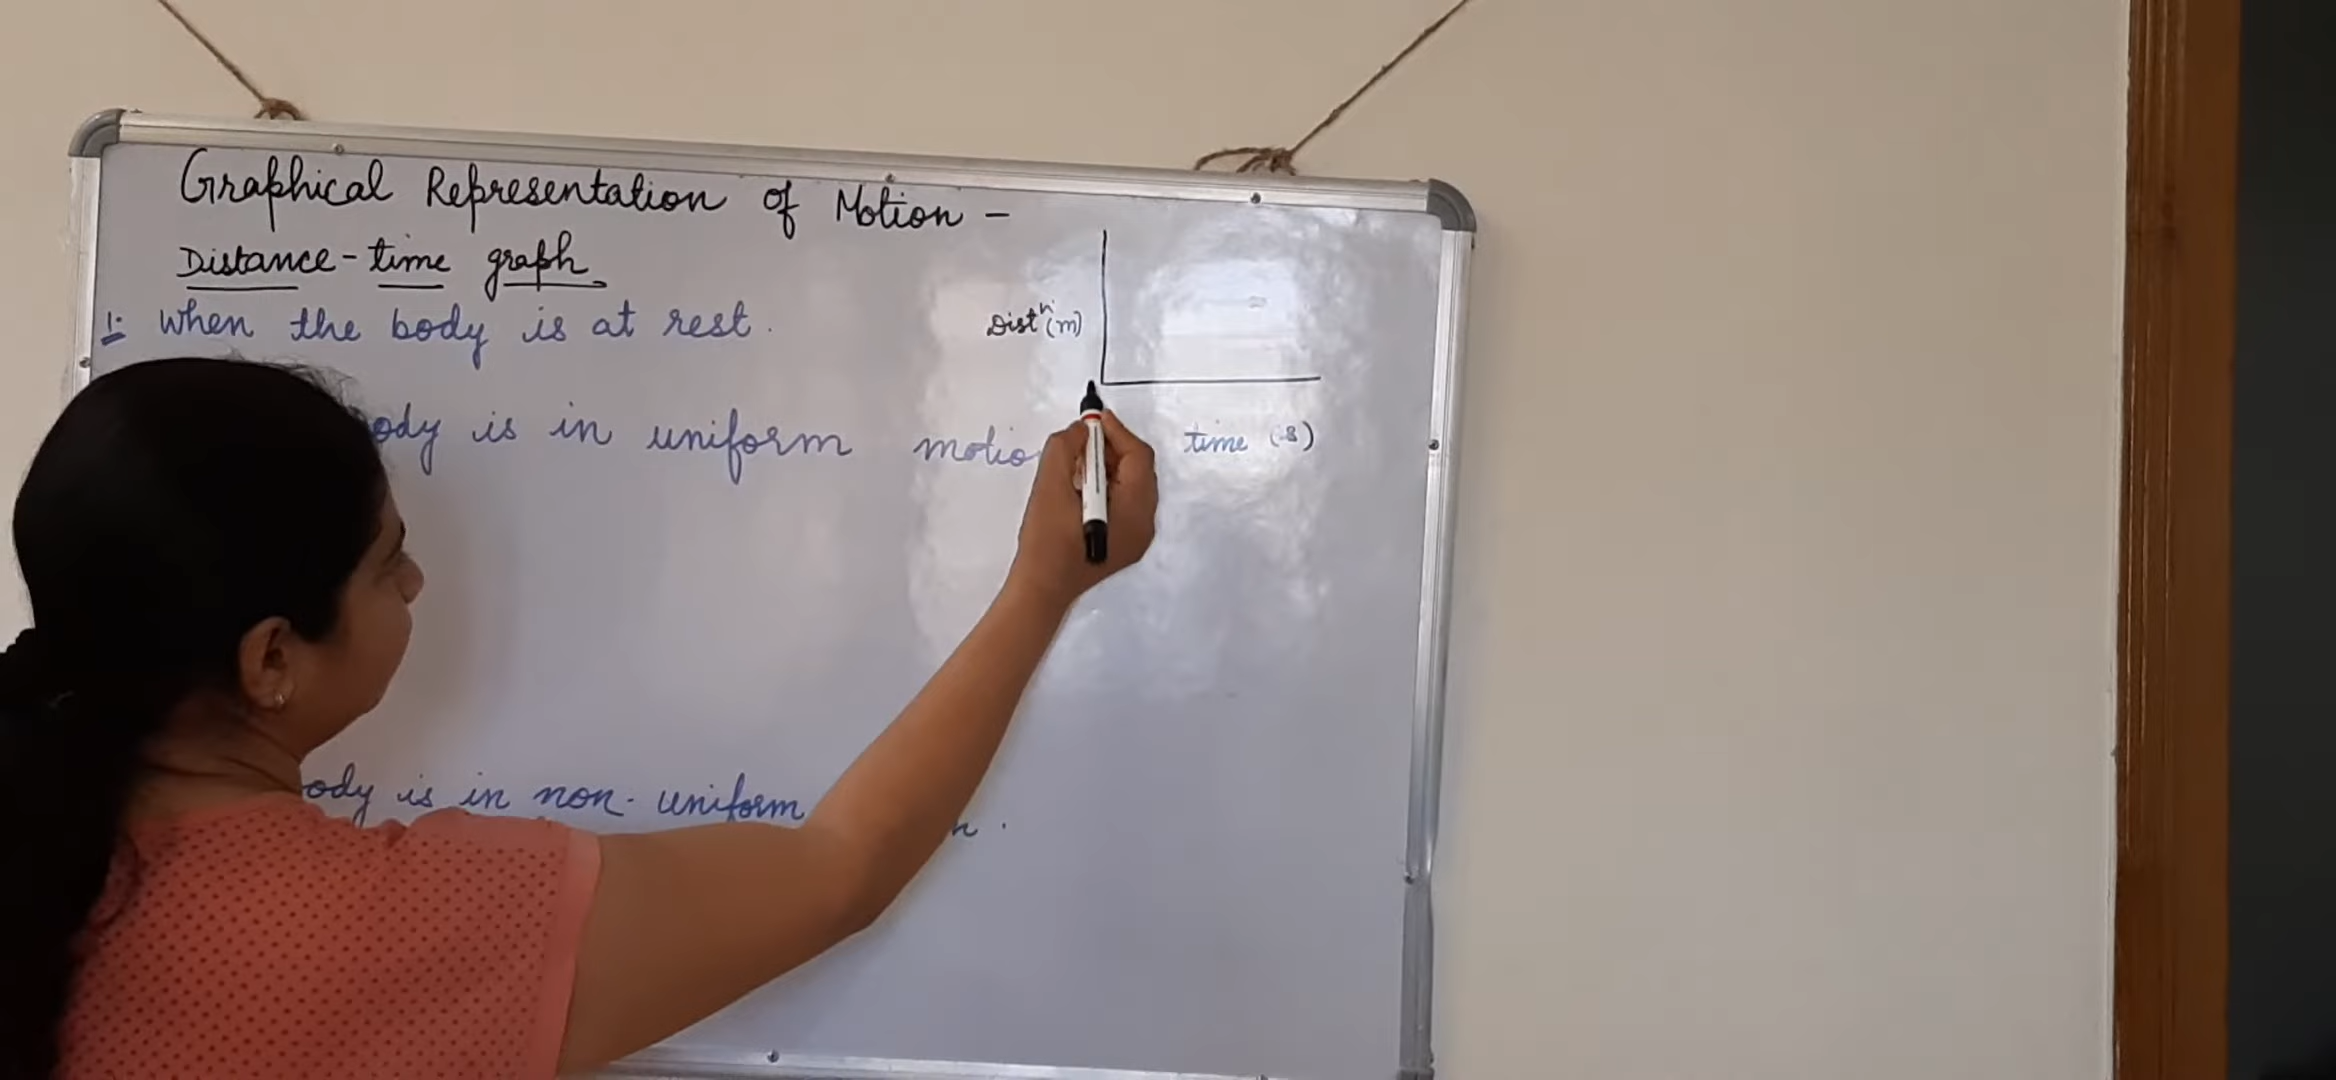 Graphical Representation of Motion -
Distance-time graph
1. When the body is at rest.
Distⁿ (m)
ody is in uniform motio
time (s)
ody is in non-uniform
n.